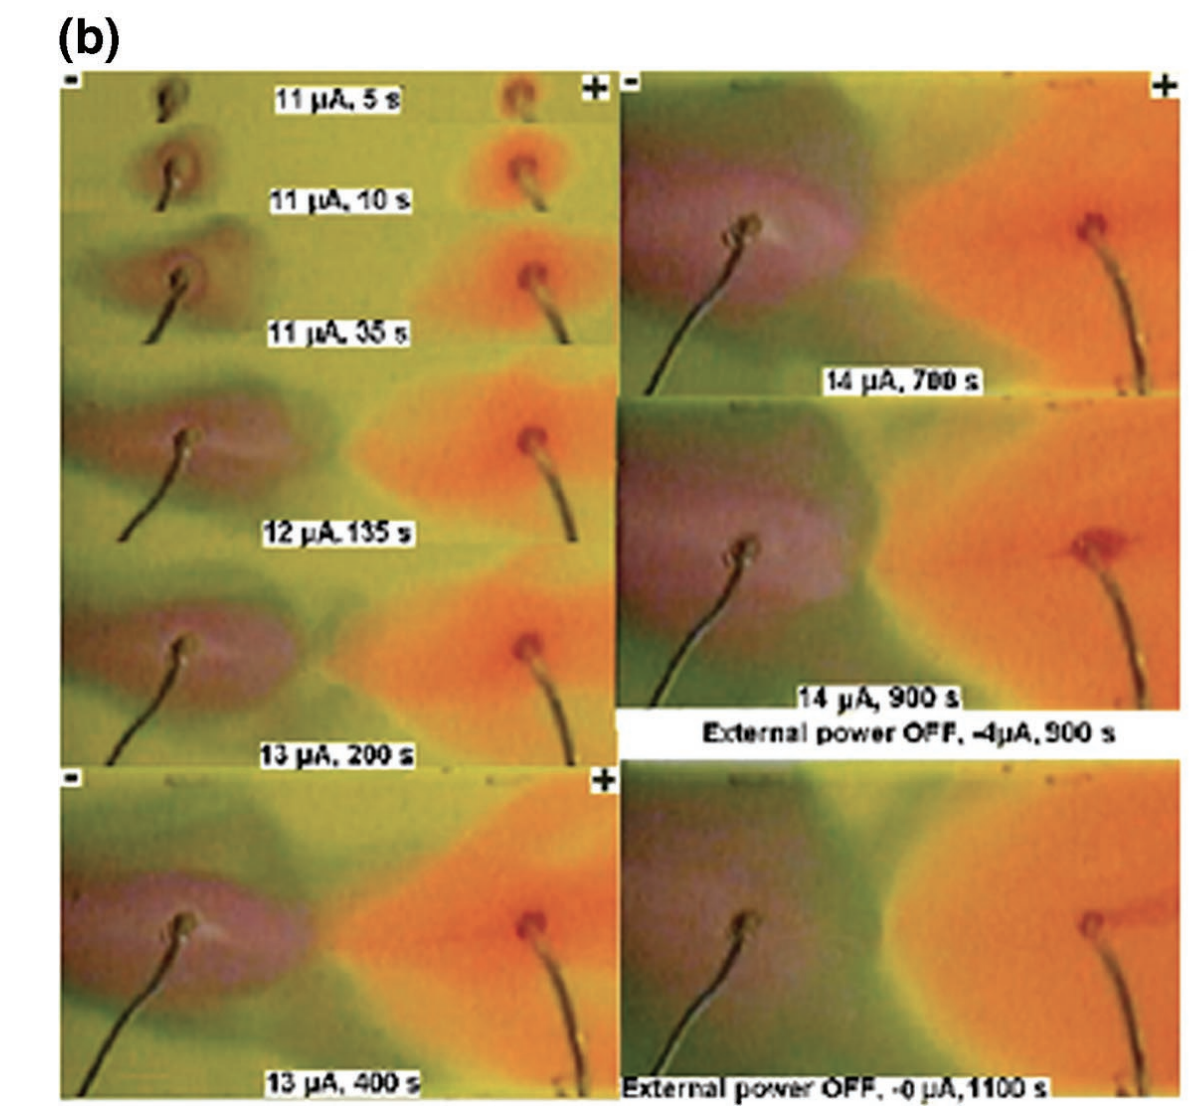 (b)
- +
11 µA, 5 s
11 µA, 10 s
11 µA, 35 s
12 µA, 135 s
13 µA, 200 s
- +
13 µA, 400 s
- +
14 µA, 700 s
14 µA, 900 s
External power OFF, -4µA, 900 s
External power OFF, -0 µA, 1100 s